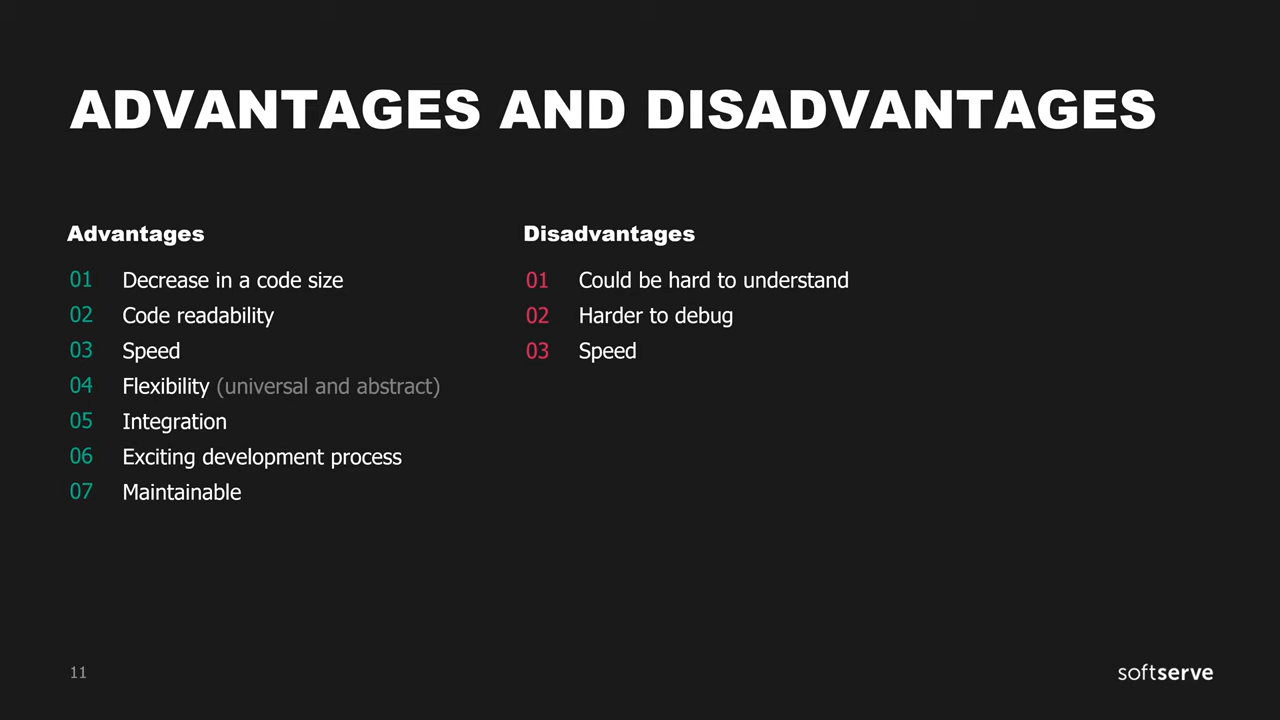 ADVANTAGES AND DISADVANTAGES
Advantages
01 Decrease in a code size
02 Code readability
03 Speed
04 Flexibility (universal and abstract)
05 Integration
06 Exciting development process
07 Maintainable
Disadvantages
01 Could be hard to understand
02 Harder to debug
03 Speed
11
softserve